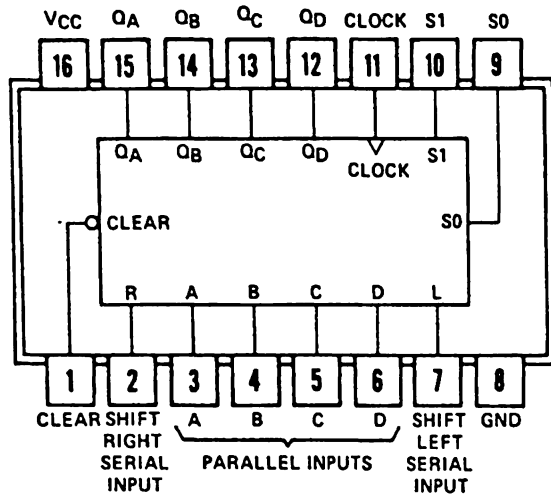 VCC QA QB QC QD CLOCK S1 S0
16 15 14 13 12 11 10 9
QA QB QC QD CLOCK S1
CLEAR S0
R A B C D L
1 2 3 4 5 6 7 8
CLEAR SHIFT RIGHT SERIAL INPUT A B C D SHIFT LEFT SERIAL INPUT GND
PARALLEL INPUTS